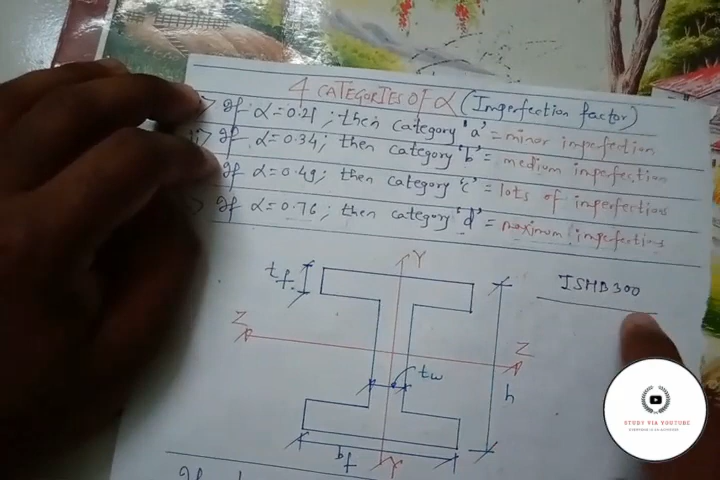 4 CATEGORIES OF α (Imperfection factor)
If α = 0.21 ; then category 'a' = minor imperfection
If α = 0.34 ; then category 'b' = medium imperfection
If α = 0.49 ; then category 'c' = lots of imperfections
If α = 0.76 ; then category 'd' = maximum imperfections
Y
tf
ISHB300
Z
Z
tw
h
bf
Y
If
STUDY VIA YOUTUBE